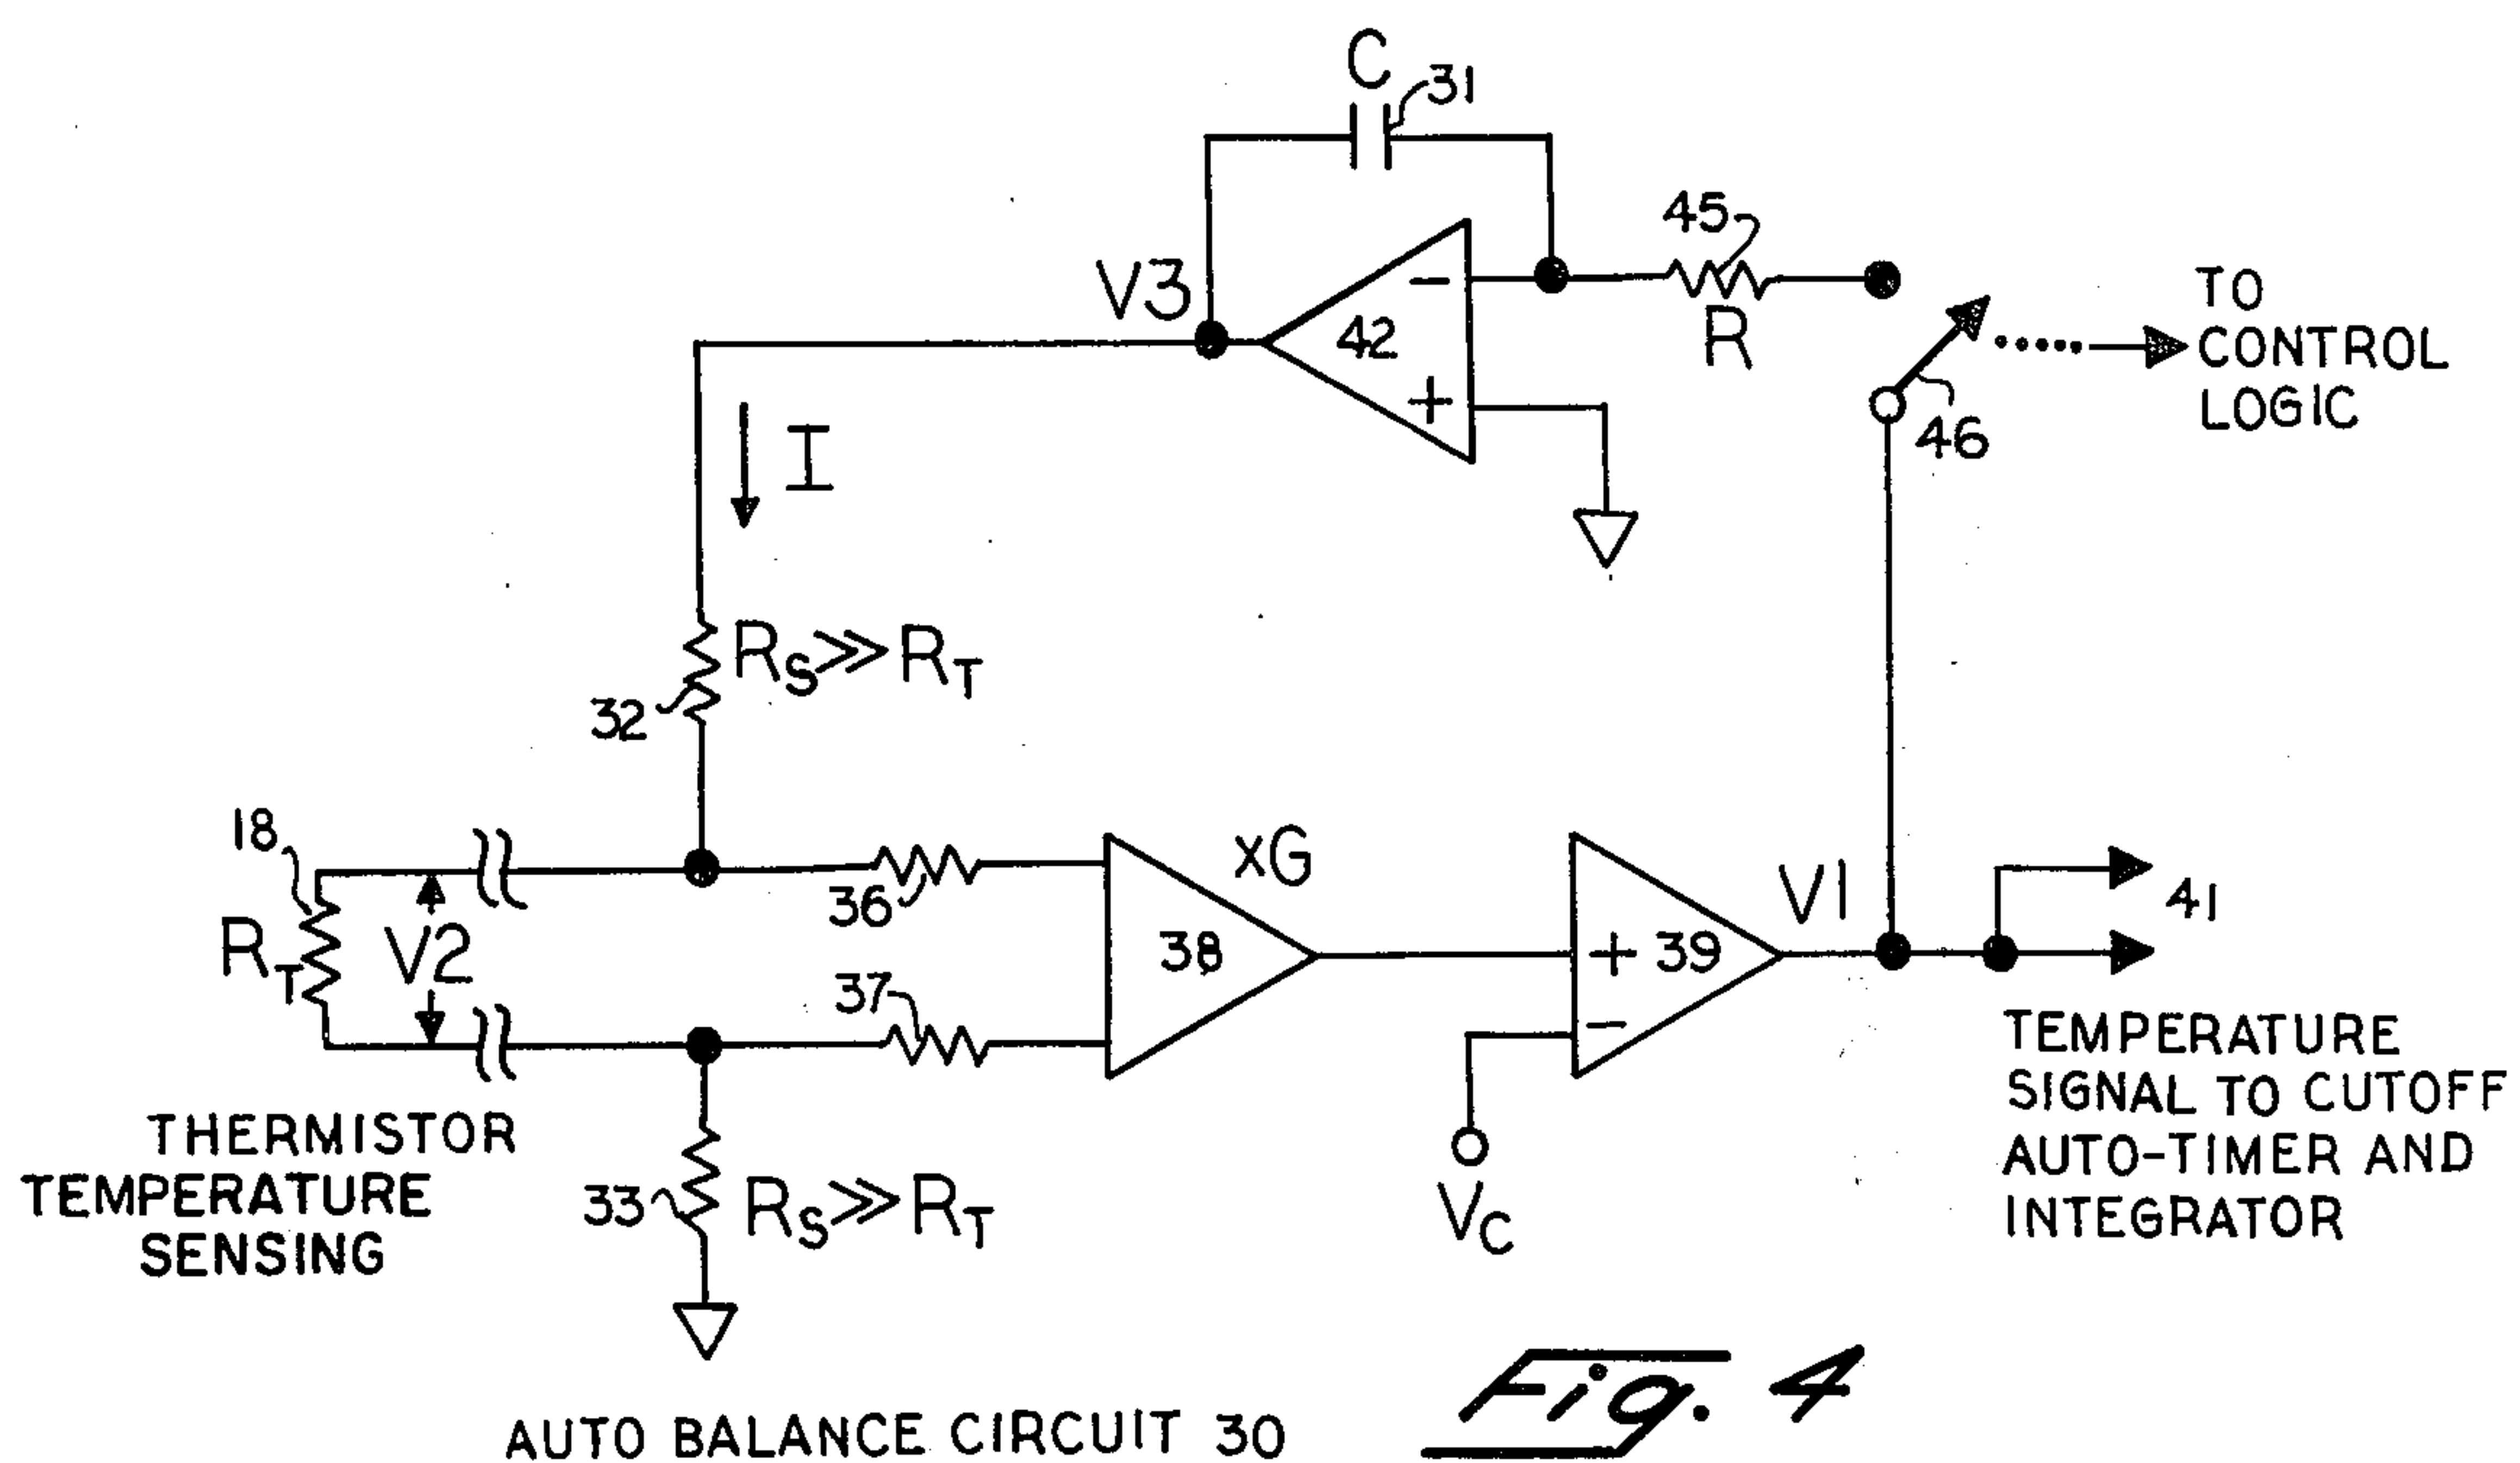 C
31
45
V3
-
42
+
R
TO
CONTROL
LOGIC
46
I
RS≫RT
32
18
RT
V2
36
37
xG
38
+ 39
-
V1
41
VC
THERMISTOR
TEMPERATURE
SENSING
33
RS≫RT
TEMPERATURE
SIGNAL TO CUTOFF
AUTO-TIMER AND
INTEGRATOR
AUTO BALANCE CIRCUIT 30
Fig. 4